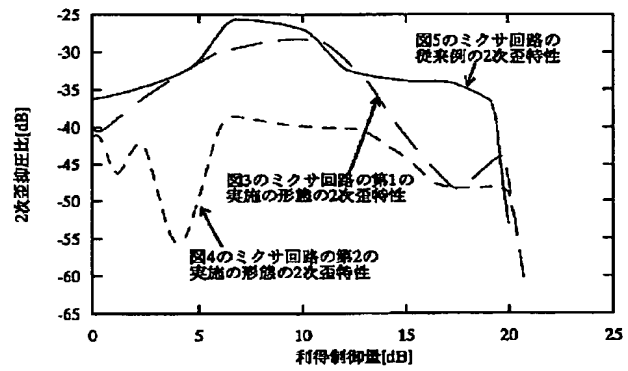 -25
-30
-35
-40
-45
-50
-55
-60
-65
2次歪抑圧比[dB]
図5のミクサ回路の
従来例の2次歪特性
図3のミクサ回路の第1の
実施の形態の2次歪特性
図4のミクサ回路の第2の
実施の形態の2次歪特性
0
5
10
15
20
25
利得制御量[dB]